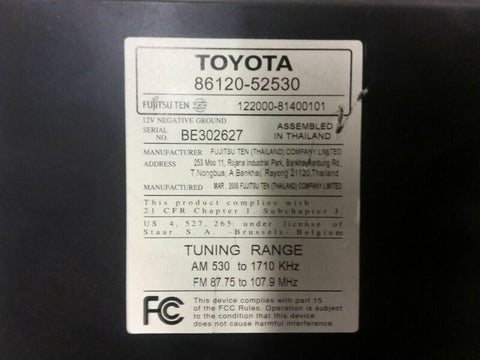 TOYOTA
86120-52530
FUJITSU TEN 122000-81400101
12V NEGATIVE GROUND
SERIAL NO. BE302627
ASSEMBLED IN THAILAND
MANUFACTURER FUJITSU TEN (THAILAND) COMPANY LIMITED
ADDRESS 253 Moo 11, Rojana Industrial Park, Bankhai-Banbung Rd.,
T.Nongbua, A.Bankhai, Rayong 21120,Thailand
MANUFACTURED MAR. 2006 FUJITSU TEN (THAILAND) COMPANY LIMITED
This product complies with
21 CFR Chapter 1, Subchapter J.
US 4, 527, 265 under license of
Staar S. A. -Brussels- Belgium
TUNING RANGE
AM 530 to 1710 KHz
FM 87.75 to 107.9 MHz
FC This device complies with part 15
of the FCC Rules. Operation is subject
to the condition that this device
does not cause harmful interference.